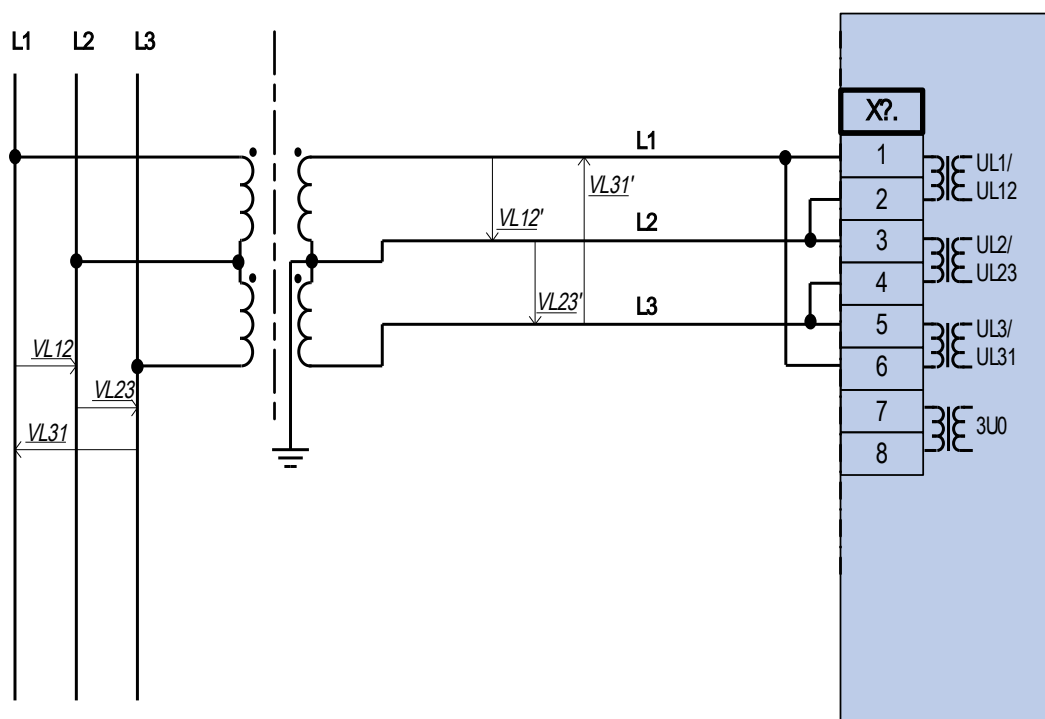 L1 L2 L3
X?.
L1
1
UL1/
UL12
VL31'
2
VL12'
L2
3
UL2/
UL23
4
VL23'
L3
5
UL3/
UL31
VL12
6
VL23
7
3U0
VL31
8